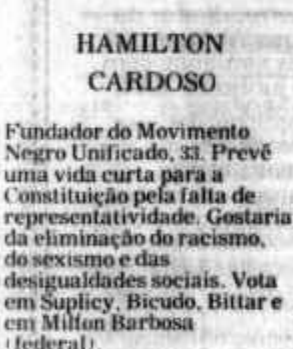 HAMILTON
CARDOSO
Fundador do Movimento
Negro Unificado, 33. Prevê
uma vida curta para a
Constituição pela falta de
representatividade. Gostaria
da eliminação do racismo,
do sexismo e das
desigualdades sociais. Vota
em Suplicy, Bicudo, Bittar e
em Milton Barbosa
(federal).